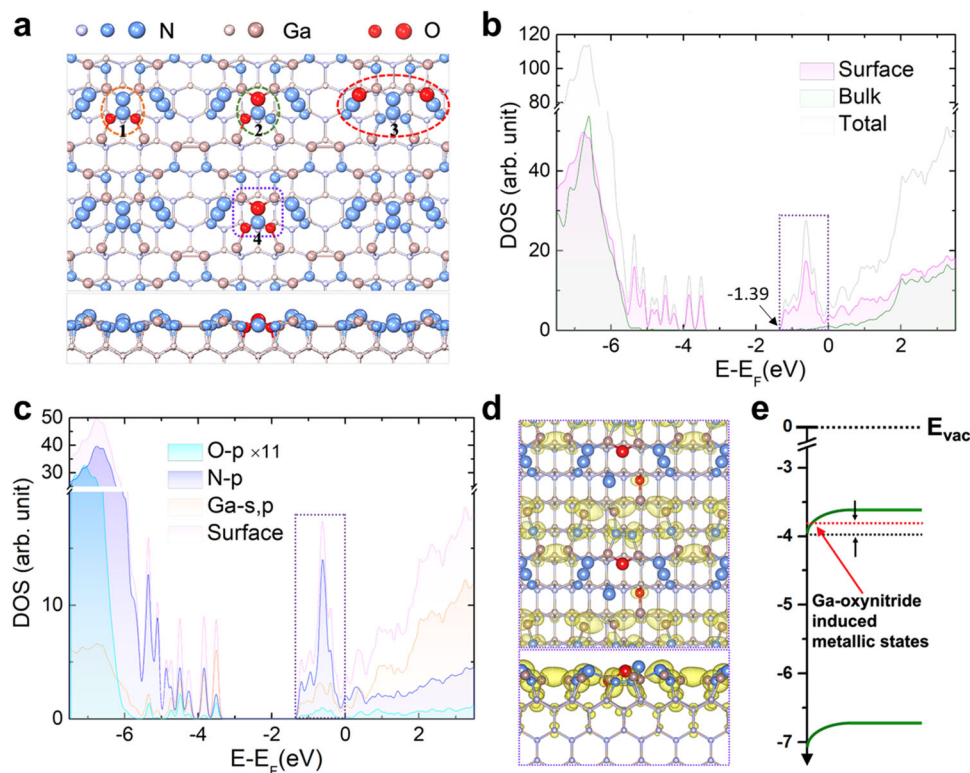 a
N
Ga
O
1
2
3
4
b
DOS (arb. unit)
120
100
80
40
20
0
Surface
Bulk
Total
-1.39
-6
-4
-2
0
2
E-E_F(eV)
c
DOS (arb. unit)
50
40
30
10
0
O-p ×11
N-p
Ga-s,p
Surface
-6
-4
-2
0
2
E-E_F(eV)
d
e
0
E_vac
-3
-4
-5
-6
-7
Ga-oxynitride
induced
metallic states